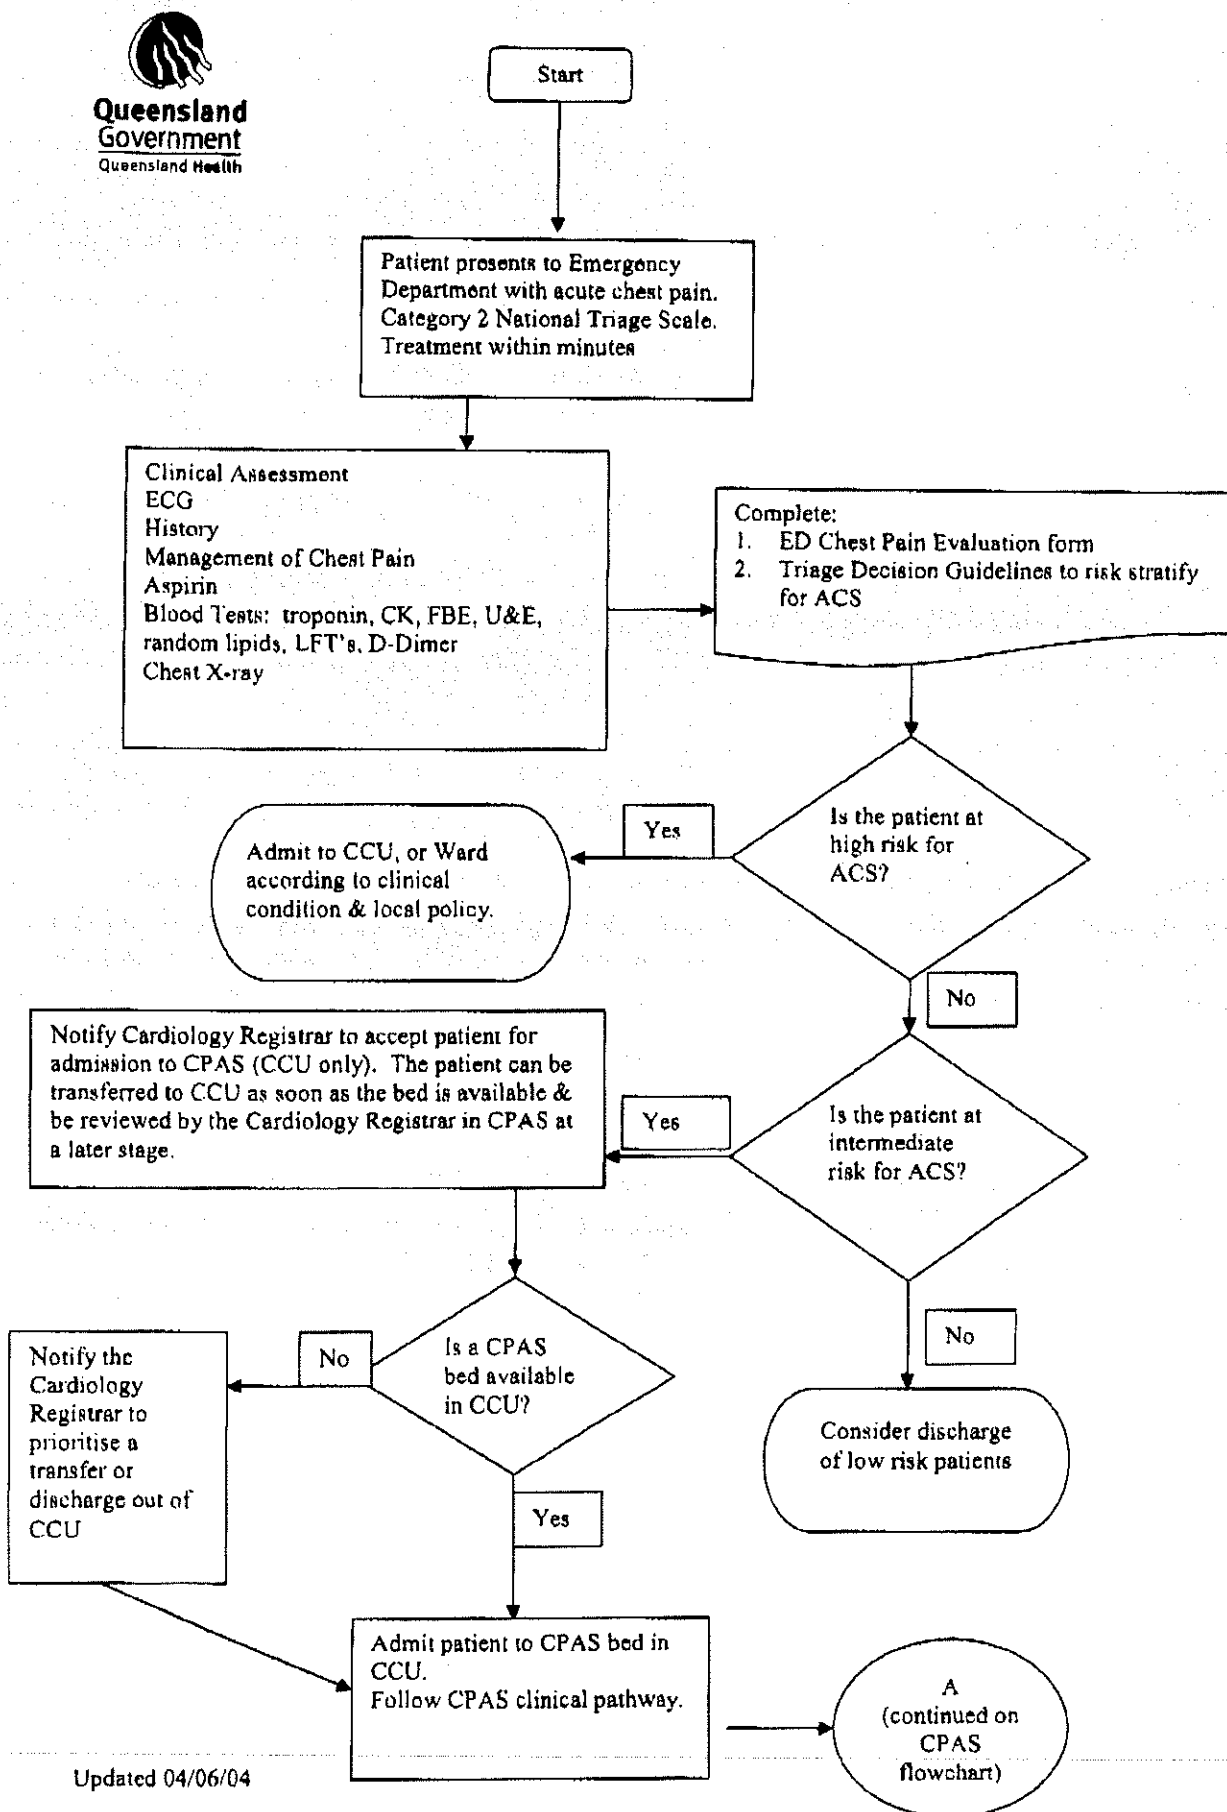 Queensland
Government
Queensland Health
Start
Patient presents to Emergency
Department with acute chest pain.
Category 2 National Triage Scale.
Treatment within minutes
Clinical Assessment
ECG
History
Management of Chest Pain
Aspirin
Blood Tests: troponin, CK, FBE, U&E,
random lipids, LFT's, D-Dimer
Chest X-ray
Complete:
1. ED Chest Pain Evaluation form
2. Triage Decision Guidelines to risk stratify
for ACS
Is the patient at
high risk for
ACS?
Yes
Admit to CCU, or Ward
according to clinical
condition & local policy.
No
Notify Cardiology Registrar to accept patient for
admission to CPAS (CCU only). The patient can be
transferred to CCU as soon as the bed is available &
be reviewed by the Cardiology Registrar in CPAS at
a later stage.
Yes
Is the patient at
intermediate
risk for ACS?
No
Consider discharge
of low risk patients
Is a CPAS
bed available
in CCU?
No
Notify the
Cardiology
Registrar to
prioritise a
transfer or
discharge out of
CCU
Yes
Admit patient to CPAS bed in
CCU.
Follow CPAS clinical pathway.
A
(continued on
CPAS
flowchart)
Updated 04/06/04